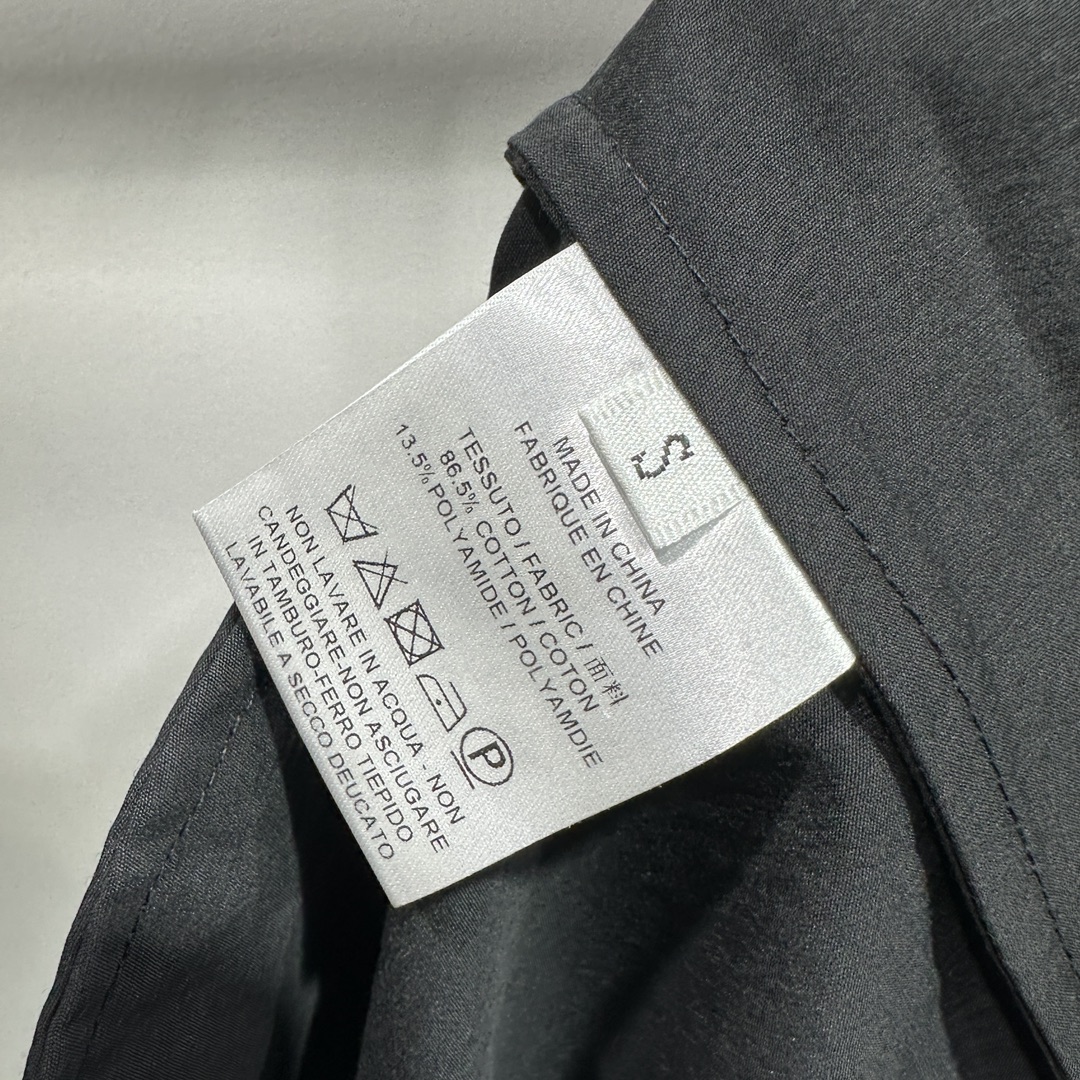 S
MADE IN CHINA
FABRIQUE EN CHINE
TESSUTO / FABRIC / 面料
86.5% COTTON / COTON
13.5% POLYAMIDE / POLYAMDIE
P
NON LAVARE IN ACQUA - NON
CANDEGGIARE-NON ASCIUGARE
IN TAMBURO-FERRO TIEPIDO
LAVABILE A SECCO DEUCATO